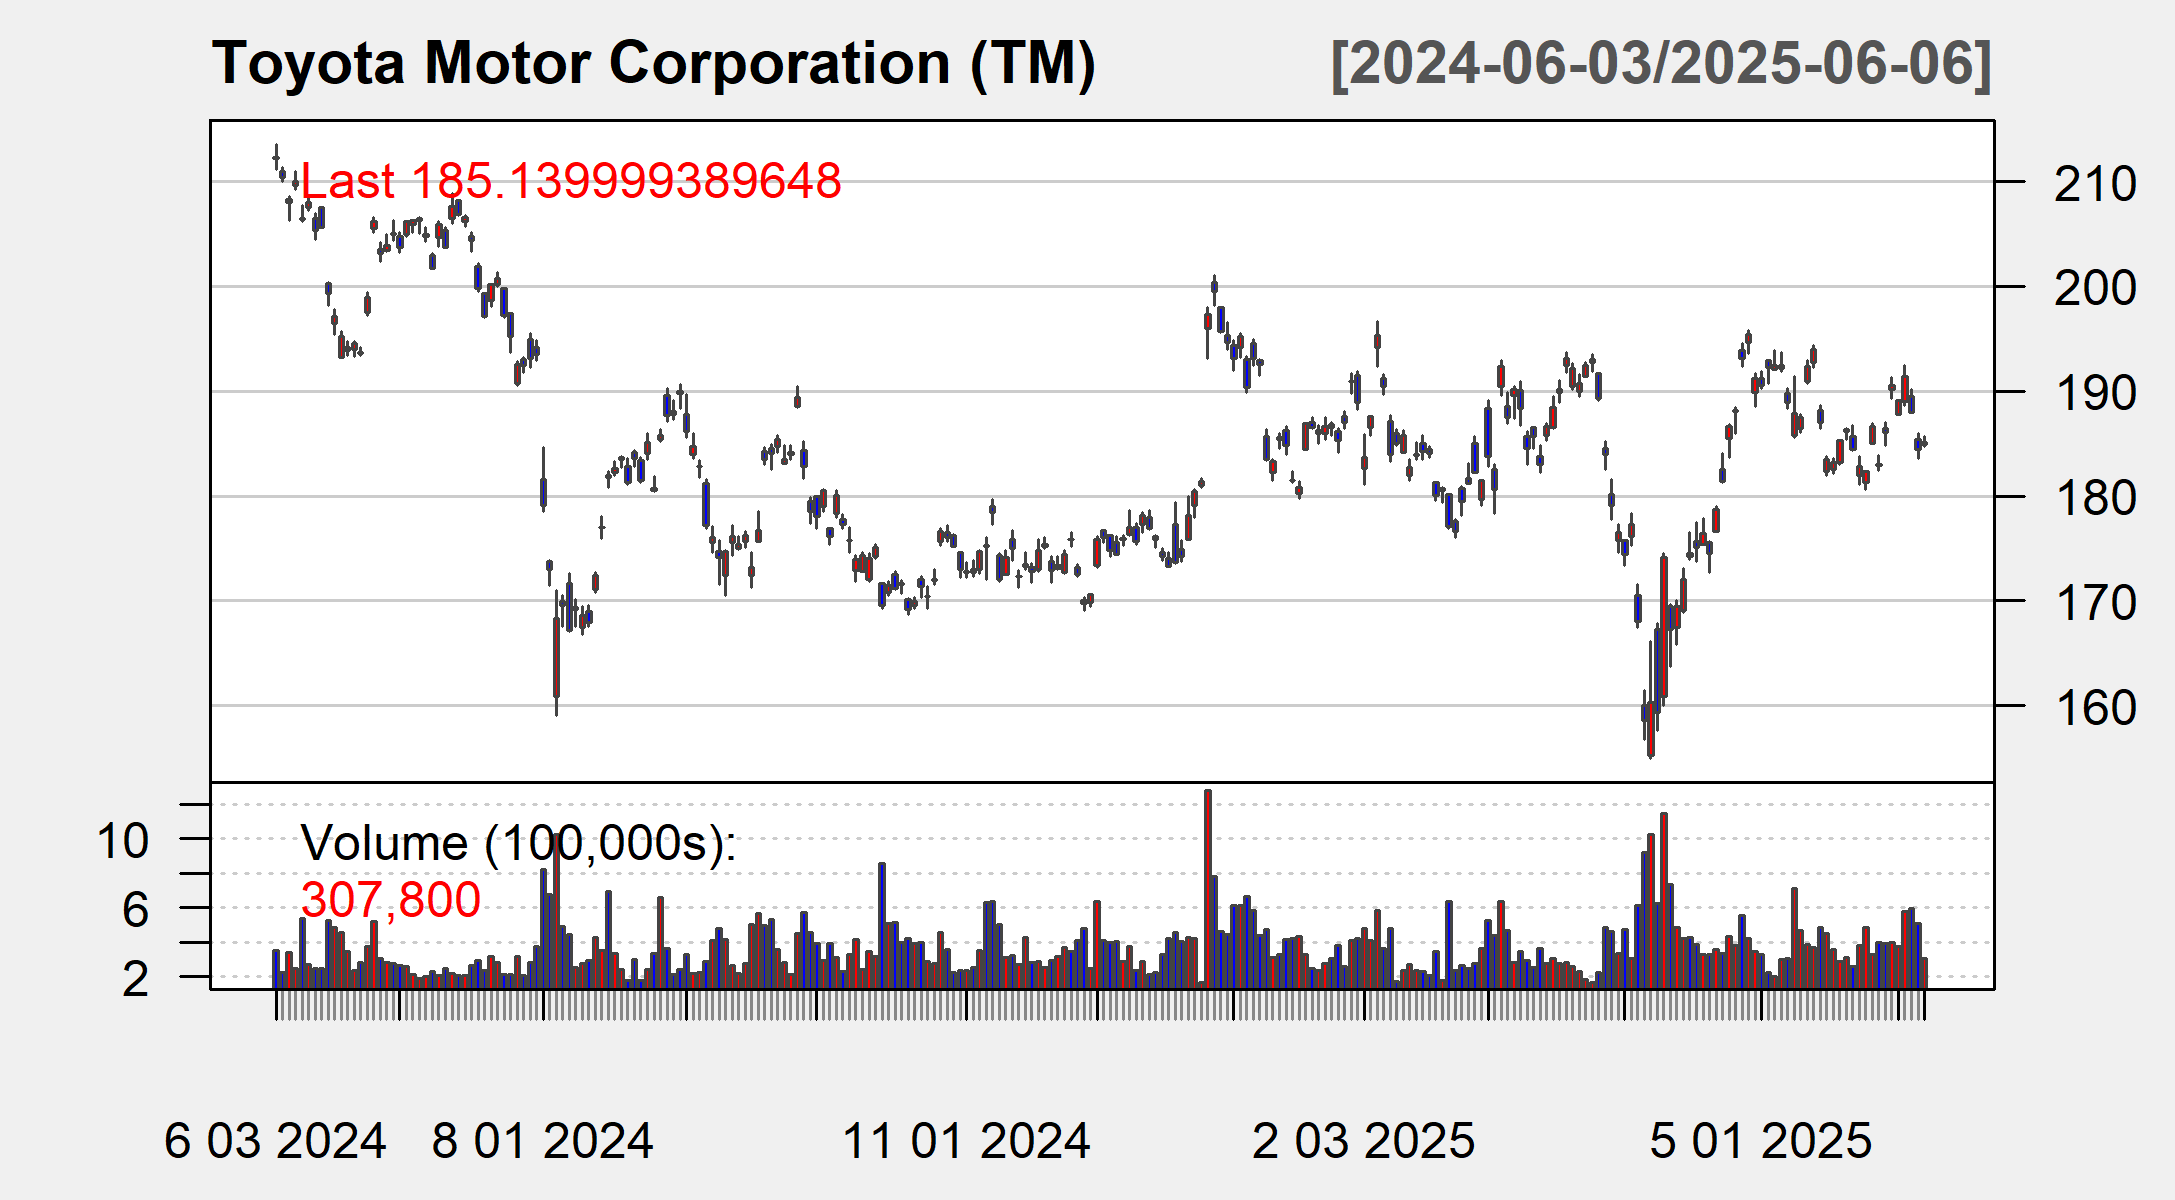 Toyota Motor Corporation (TM) [2024-06-03/2025-06-06]
Last 185.139999389648
210
200
190
180
170
160
Volume (100,000s):
307,800
10
6
2
6 03 2024 8 01 2024 11 01 2024 2 03 2025 5 01 2025